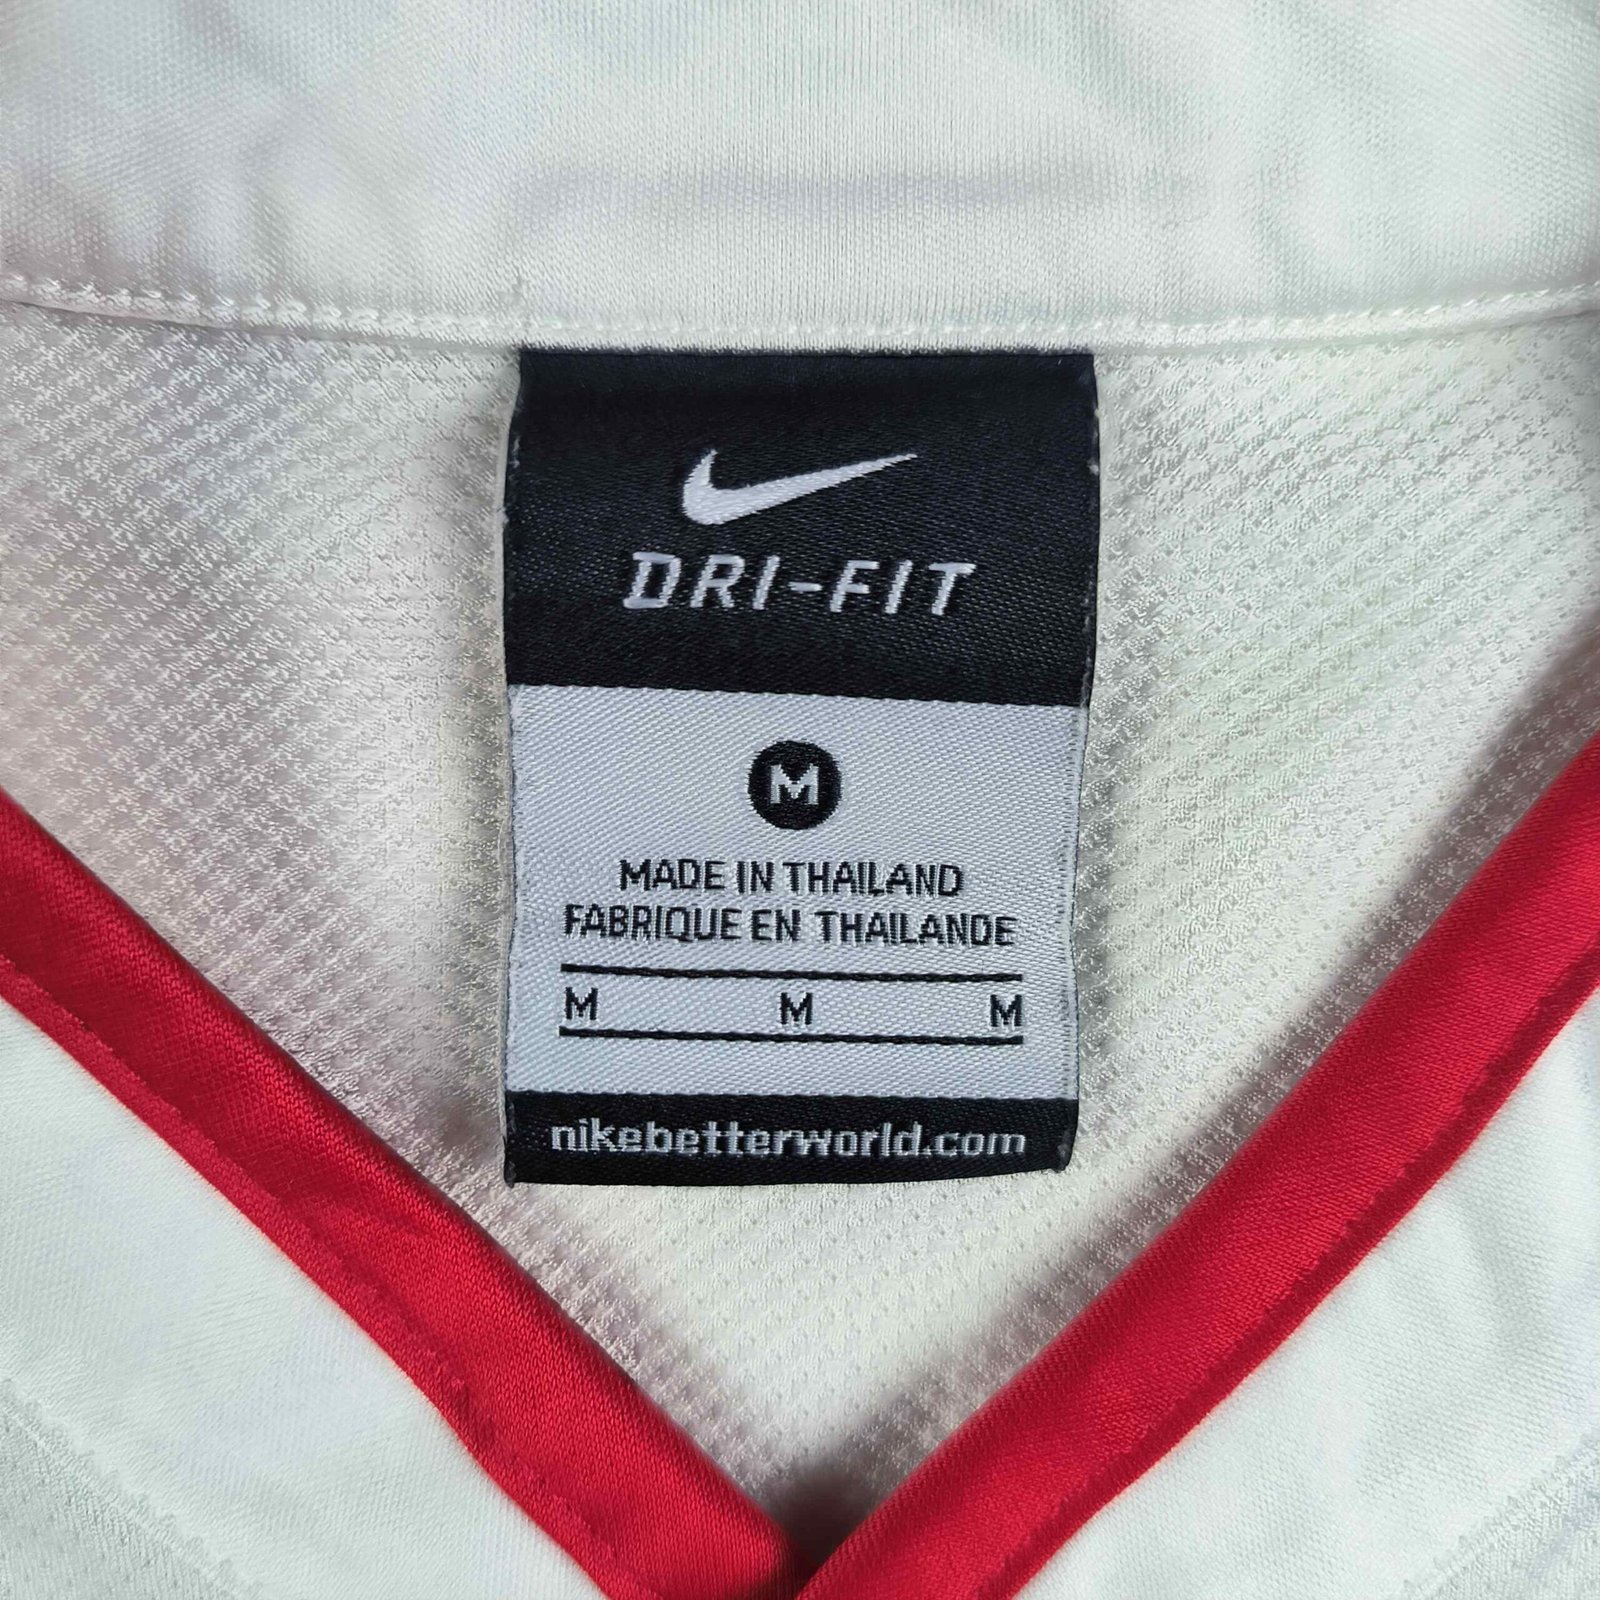 DRI-FIT
M
MADE IN THAILAND
FABRIQUE EN THAILANDE
M M M
nikebetterworld.com